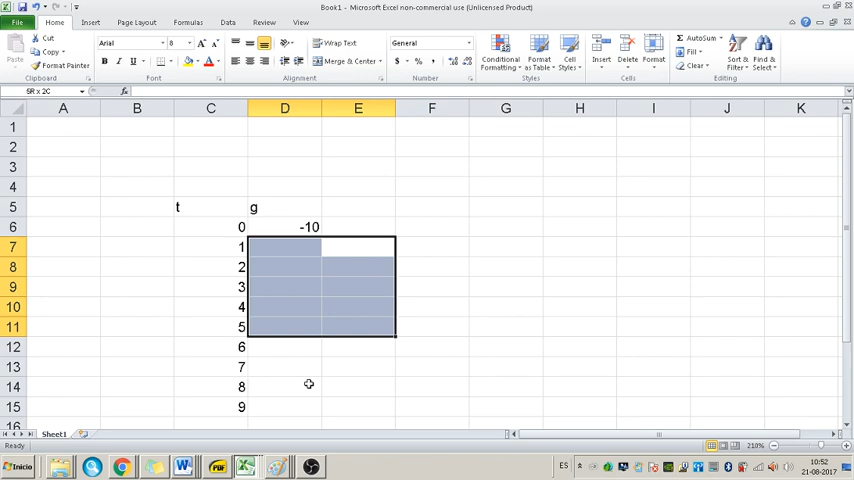 Book1 - Microsoft Excel non-commercial use (Unlicensed Product)
File Home Insert Page Layout Formulas Data Review View
Paste Cut Copy Format Painter Clipboard
Arial 8 B I U A A A Font
Wrap Text Merge & Center Alignment
General $ % , Number
Conditional Formatting Format as Table Cell Styles Styles
Insert Delete Format Cells
AutoSum Fill Clear Sort & Filter Find & Select Editing
5R x 2C fx
A B C D E F G H I J K
1
2
3
4
5 t g
6 0 -10
7 1
8 2
9 3
10 4
11 5
12 6
13 7
14 8
15 9
16
Sheet1
Ready 210%
Inicio W PDF ES 10:52
21-08-2017